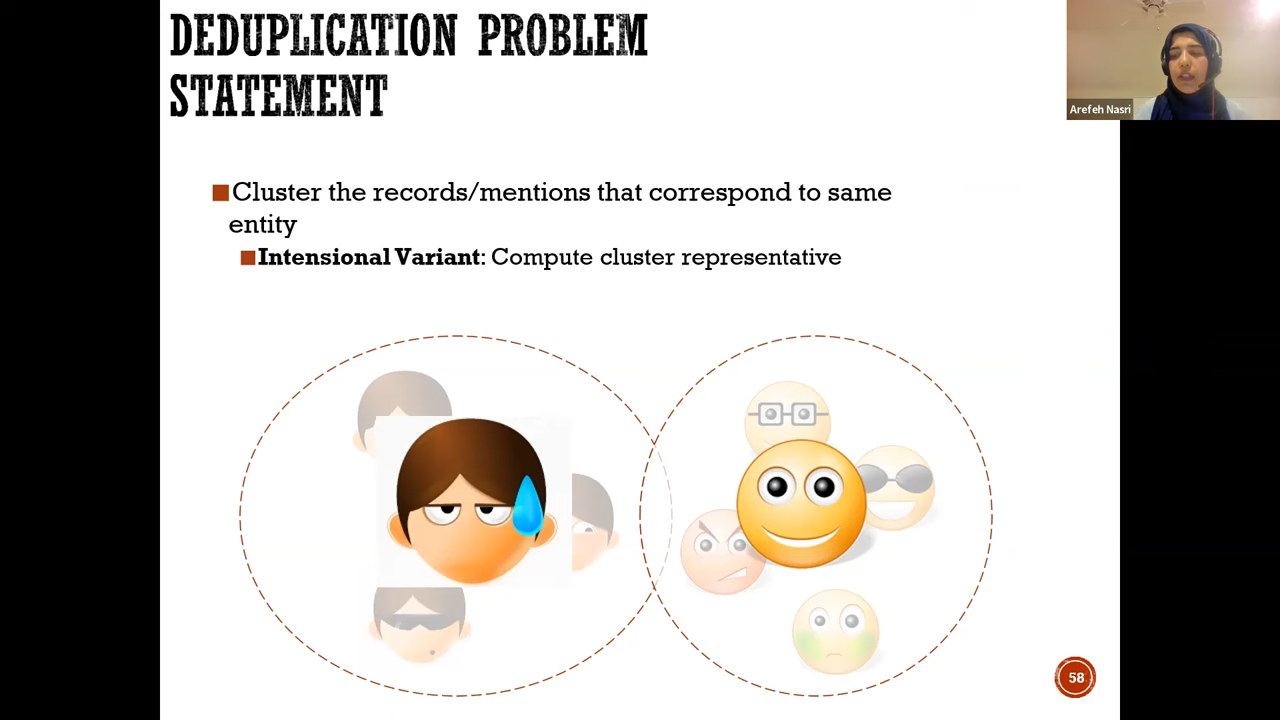 DEDUPLICATION PROBLEM
STATEMENT
Arefeh Nasri
Cluster the records/mentions that correspond to same
entity
Intensional Variant: Compute cluster representative
58